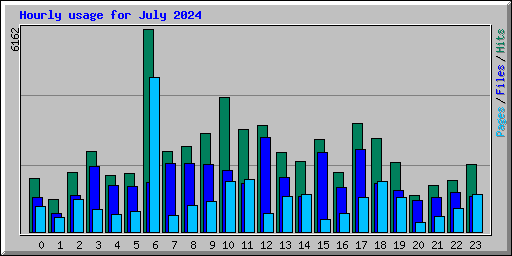 Hourly usage for July 2024
6162
Pages / Files / Hits
0 1 2 3 4 5 6 7 8 9 10 11 12 13 14 15 16 17 18 19 20 21 22 23